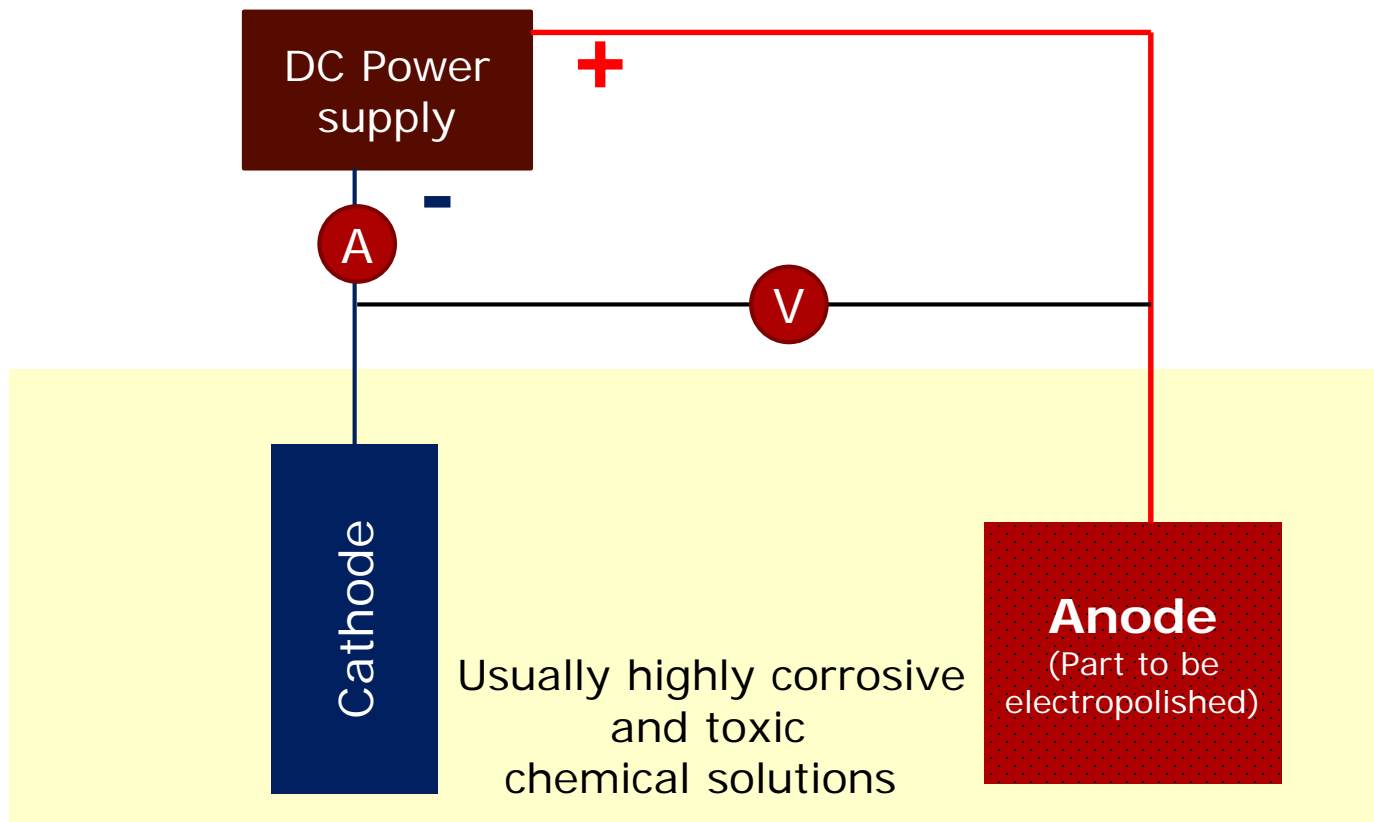 DC Power
supply
+
-
A
V
Cathode
Usually highly corrosive
and toxic
chemical solutions
Anode
(Part to be
electropolished)